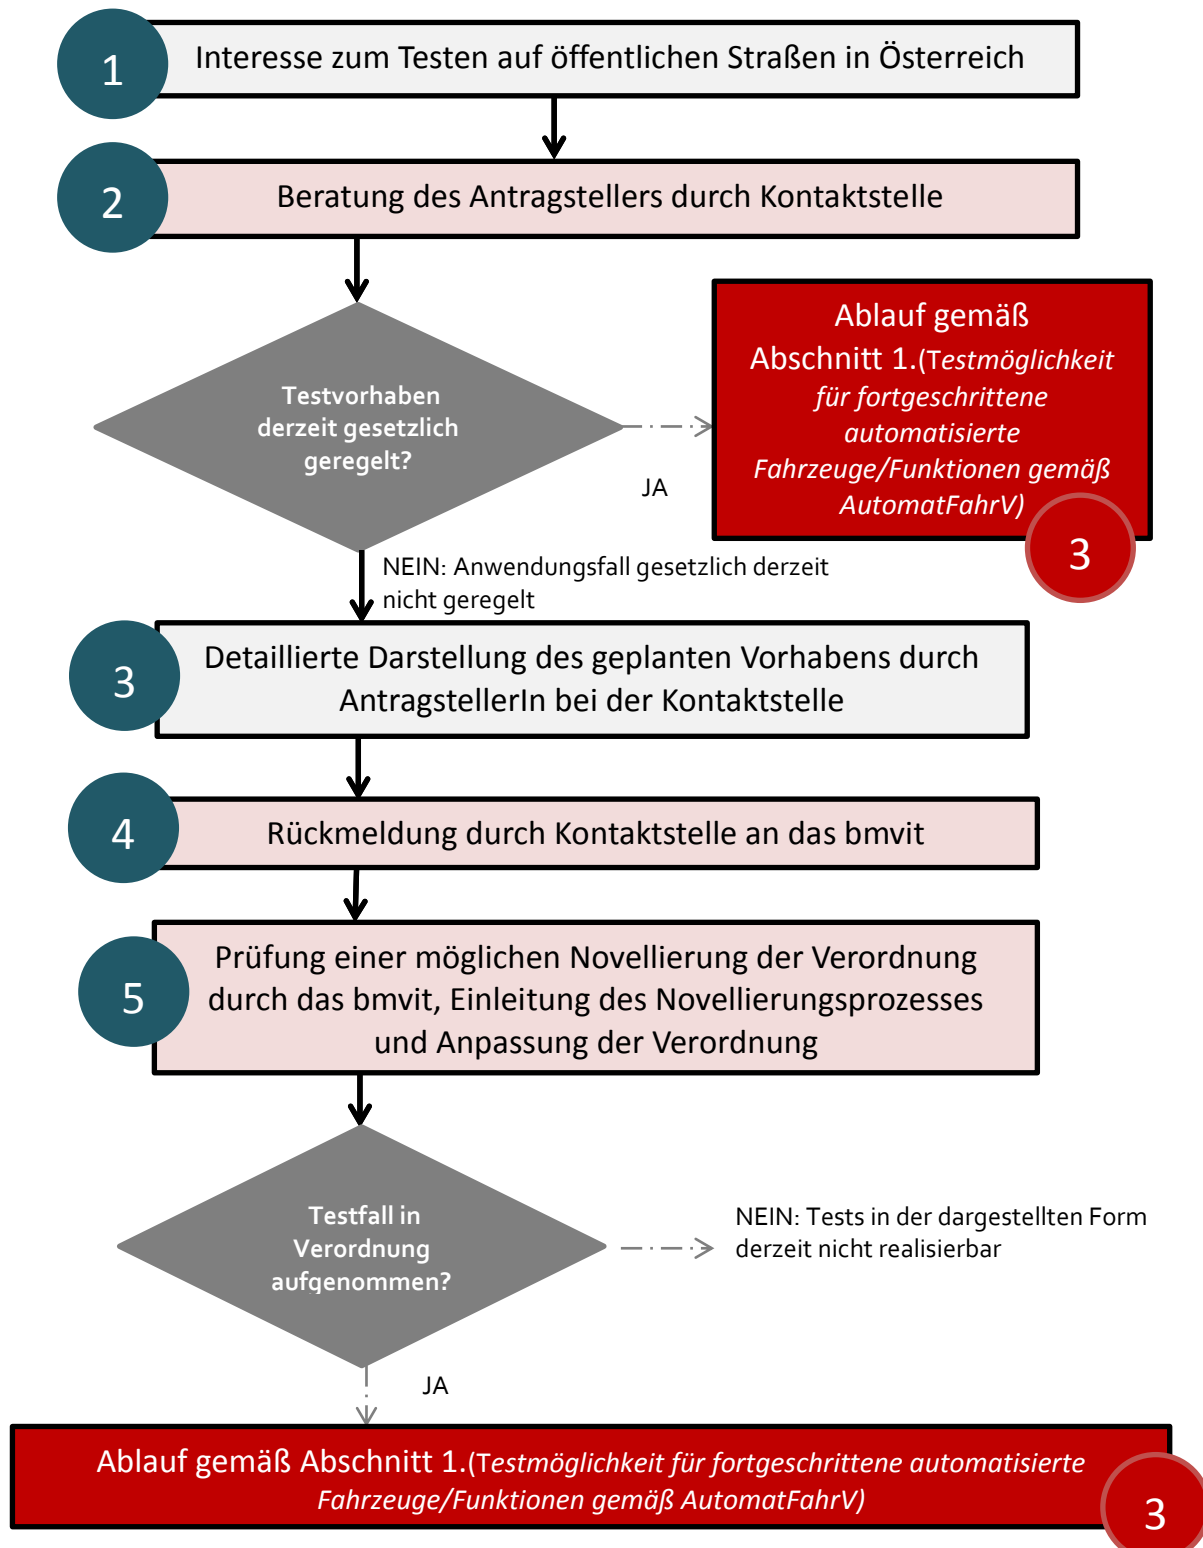 1
Interesse zum Testen auf öffentlichen Straßen in Österreich
2
Beratung des Antragstellers durch Kontaktstelle
Testvorhaben
derzeit gesetzlich
geregelt?
JA
Ablauf gemäß
Abschnitt 1.(Testmöglichkeit
für fortgeschrittene
automatisierte
Fahrzeuge/Funktionen gemäß
AutomatFahrV)
3
NEIN: Anwendungsfall gesetzlich derzeit
nicht geregelt
3
Detaillierte Darstellung des geplanten Vorhabens durch
AntragstellerIn bei der Kontaktstelle
4
Rückmeldung durch Kontaktstelle an das bmvit
5
Prüfung einer möglichen Novellierung der Verordnung
durch das bmvit, Einleitung des Novellierungsprozesses
und Anpassung der Verordnung
Testfall in
Verordnung
aufgenommen?
NEIN: Tests in der dargestellten Form
derzeit nicht realisierbar
JA
Ablauf gemäß Abschnitt 1.(Testmöglichkeit für fortgeschrittene automatisierte
Fahrzeuge/Funktionen gemäß AutomatFahrV)
3